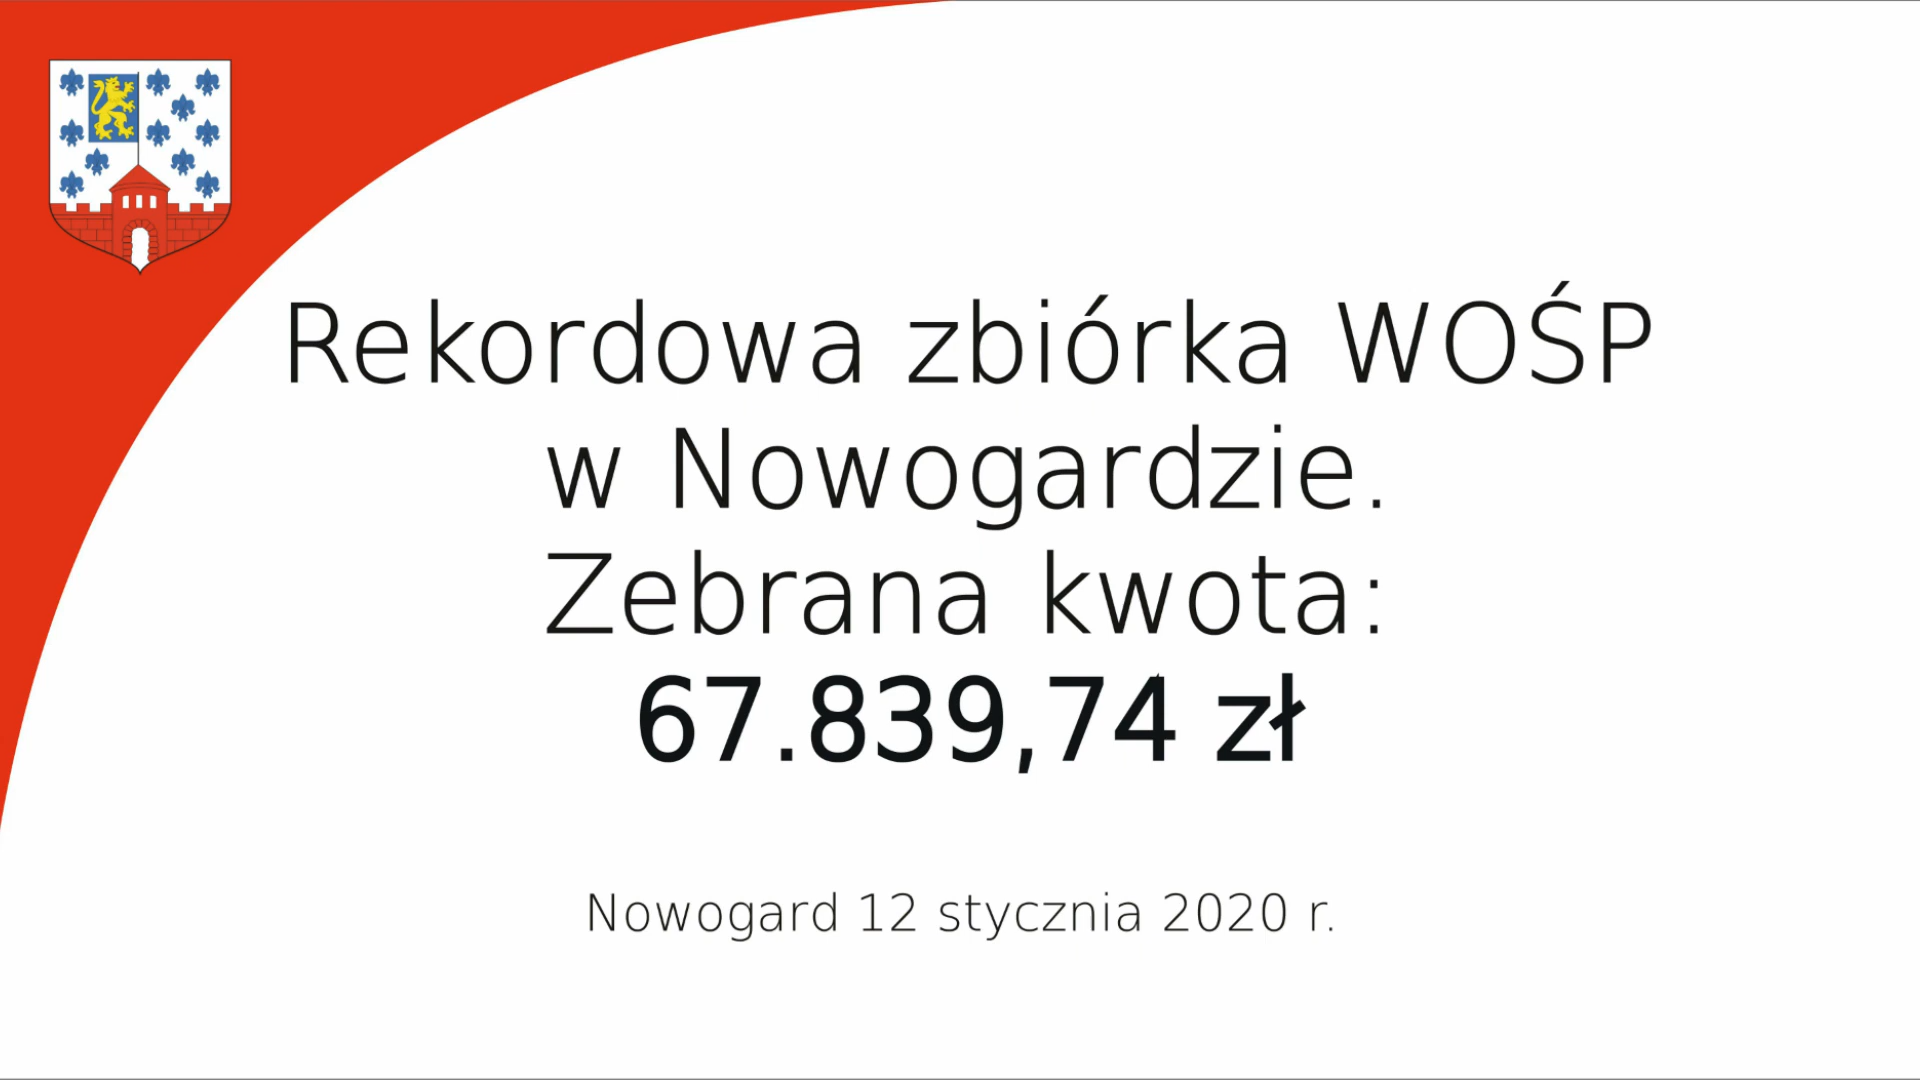 Rekordowa zbiórka WOŚP
w Nowogardzie.
Zebrana kwota:
67.839,74 zł
Nowogard 12 stycznia 2020 r.